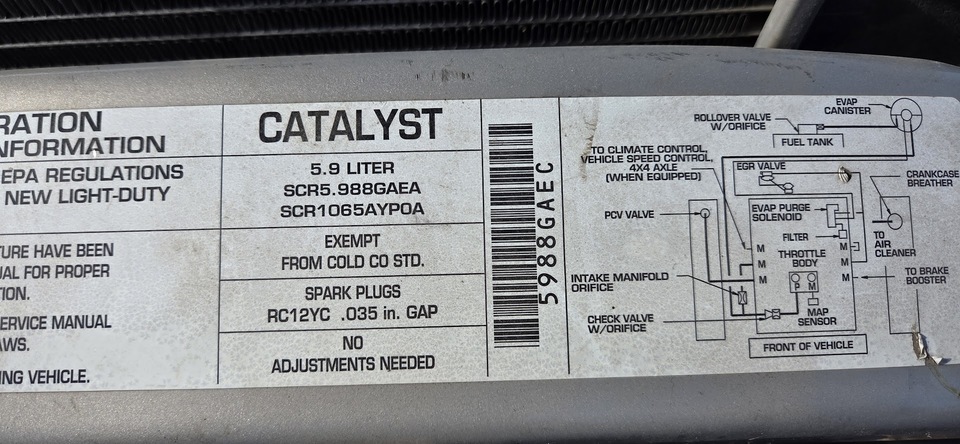 RATION
NFORMATION
EPA REGULATIONS
NEW LIGHT-DUTY
TURE HAVE BEEN
UAL FOR PROPER
TION.
ERVICE MANUAL
AWS.
ING VEHICLE.
CATALYST
5.9 LITER
SCR5.988GAEA
SCR1065AYP0A
EXEMPT
FROM COLD CO STD.
SPARK PLUGS
RC12YC .035 in. GAP
NO
ADJUSTMENTS NEEDED
5988GAEC
EVAP
CANISTER
ROLLOVER VALVE
W/ORIFICE
FUEL TANK
TO CLIMATE CONTROL,
VEHICLE SPEED CONTROL,
4X4 AXLE
(WHEN EQUIPPED)
EGR VALVE
CRANKCASE
BREATHER
PCV VALVE
EVAP PURGE
SOLENOID
FILTER
TO
AIR
CLEANER
THROTTLE
BODY
M M
M M
M M
P M
TO BRAKE
BOOSTER
INTAKE MANIFOLD
ORIFICE
MAP
SENSOR
CHECK VALVE
W/ORIFICE
FRONT OF VEHICLE